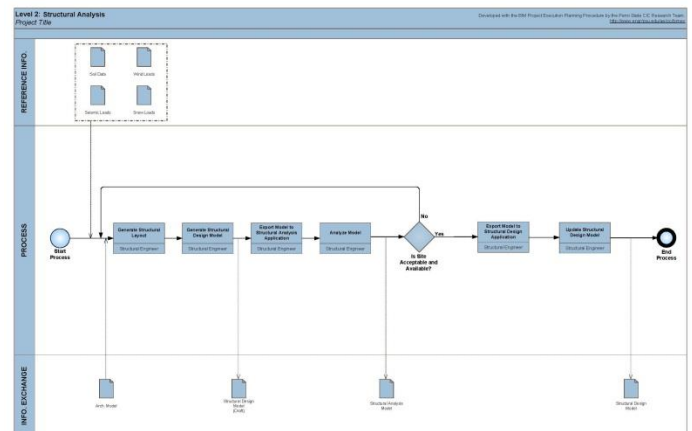 Level 2: Structural Analysis
Project Title
Developed with the BIM Project Execution Planning Procedure by the Penn State CIC Research Team.
REFERENCE INFO.
Soil Data
Wind Loads
Seismic Loads
Snow Loads
PROCESS
Start
Process
Generate Structural
Layout
Structural Engineer
Generate Structural
Design Model
Structural Engineer
Export Model to
Structural Analysis
Application
Structural Engineer
Analyze Model
Structural Engineer
No
Yes
Is Site
Acceptable and
Available?
Export Model to
Structural Design
Application
Structural Engineer
Update Structural
Design Model
Structural Engineer
End
Process
INFO. EXCHANGE
Arch. Model
Structural Design
Model
(Draft)
Structural Analysis
Model
Structural Design
Model